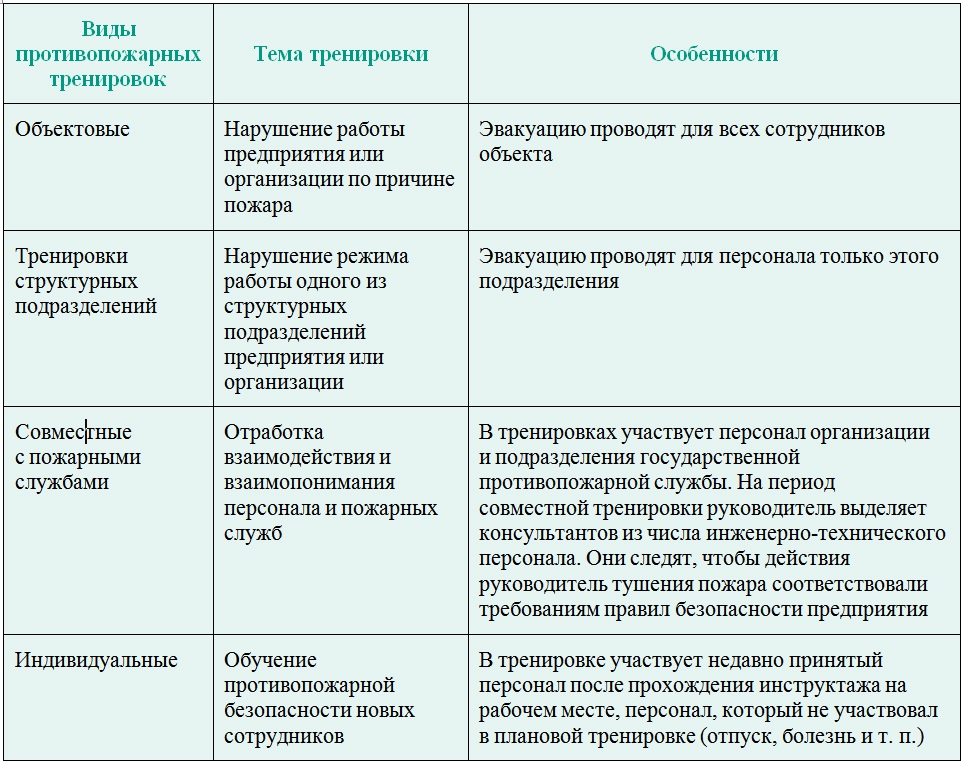 Виды
противопожарных
тренировок
Тема тренировки
Особенности
Объектовые
Нарушение работы
предприятия или
организации по причине
пожара
Эвакуацию проводят для всех сотрудников
объекта
Тренировки
структурных
подразделений
Нарушение режима
работы одного из
структурных
подразделений
предприятия или
организации
Эвакуацию проводят для персонала только этого
подразделения
Совместные
с пожарными
службами
Отработка
взаимодействия и
взаимопонимания
персонала и пожарных
служб
В тренировках участвует персонал организации
и подразделения государственной
противопожарной службы. На период
совместной тренировки руководитель выделяет
консультантов из числа инженерно-технического
персонала. Они следят, чтобы действия
руководитель тушения пожара соответствовали
требованиям правил безопасности предприятия
Индивидуальные
Обучение
противопожарной
безопасности новых
сотрудников
В тренировке участвует недавно принятый
персонал после прохождения инструктажа на
рабочем месте, персонал, который не участвовал
в плановой тренировке (отпуск, болезнь и т. п.)